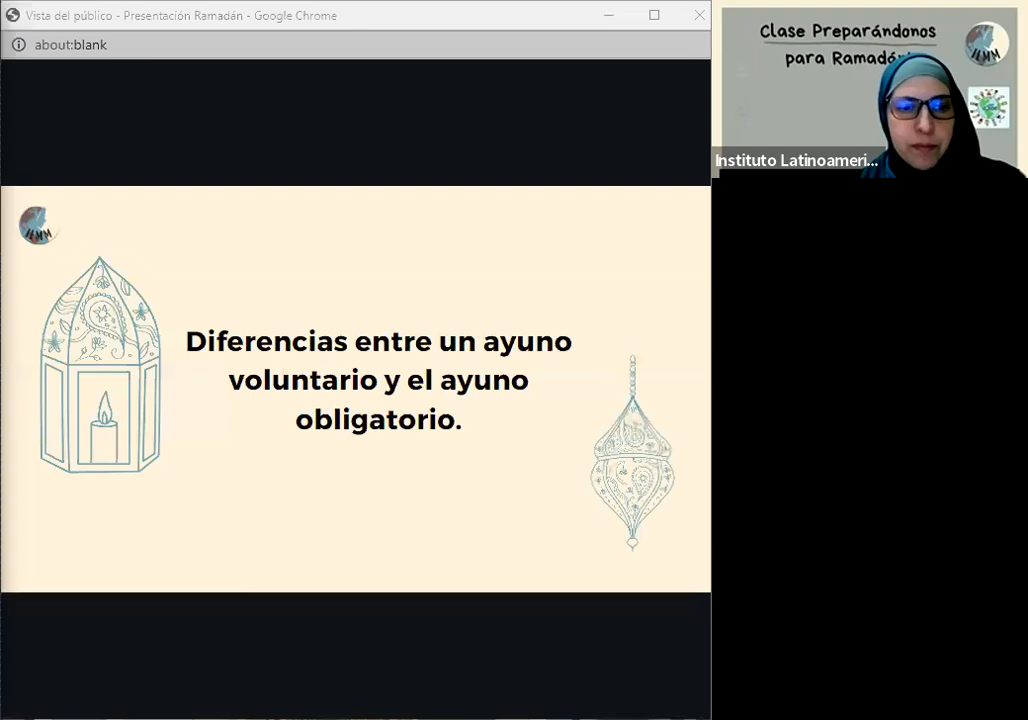 Vista del público - Presentación Ramadán - Google Chrome
about:blank
Clase Preparándonos
para Ramadán
IEMM
Instituto Latinoameri...
Diferencias entre un ayuno
voluntario y el ayuno
obligatorio.